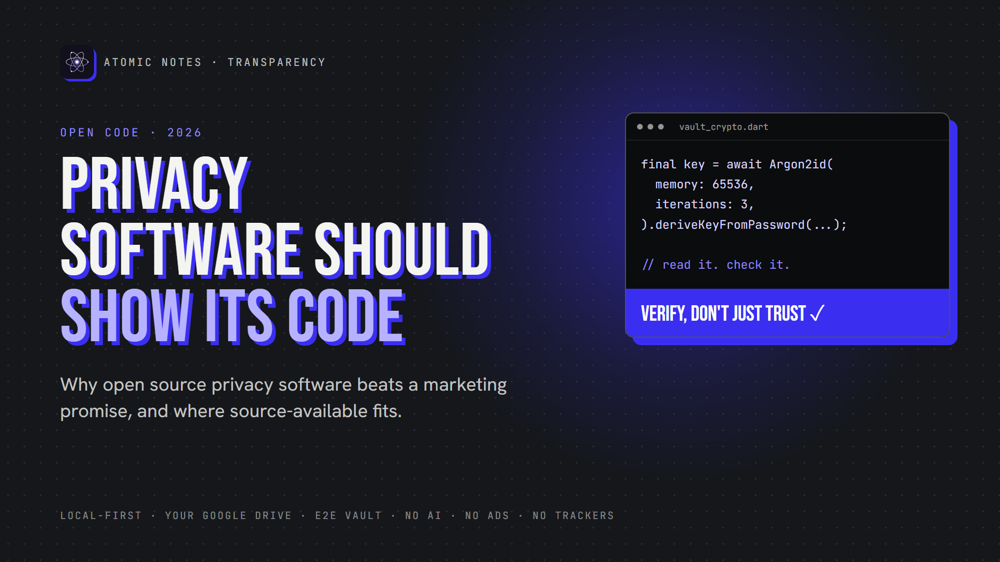 ATOMIC NOTES · TRANSPARENCY
OPEN CODE · 2026
PRIVACY
SOFTWARE SHOULD
SHOW ITS CODE
Why open source privacy software beats a marketing
promise, and where source-available fits.
vault_crypto.dart
final key = await Argon2id(
  memory: 65536,
  iterations: 3,
).deriveKeyFromPassword(...);
// read it. check it.
VERIFY, DON'T JUST TRUST ✓
LOCAL-FIRST · YOUR GOOGLE DRIVE · E2E VAULT · NO AI · NO ADS · NO TRACKERS